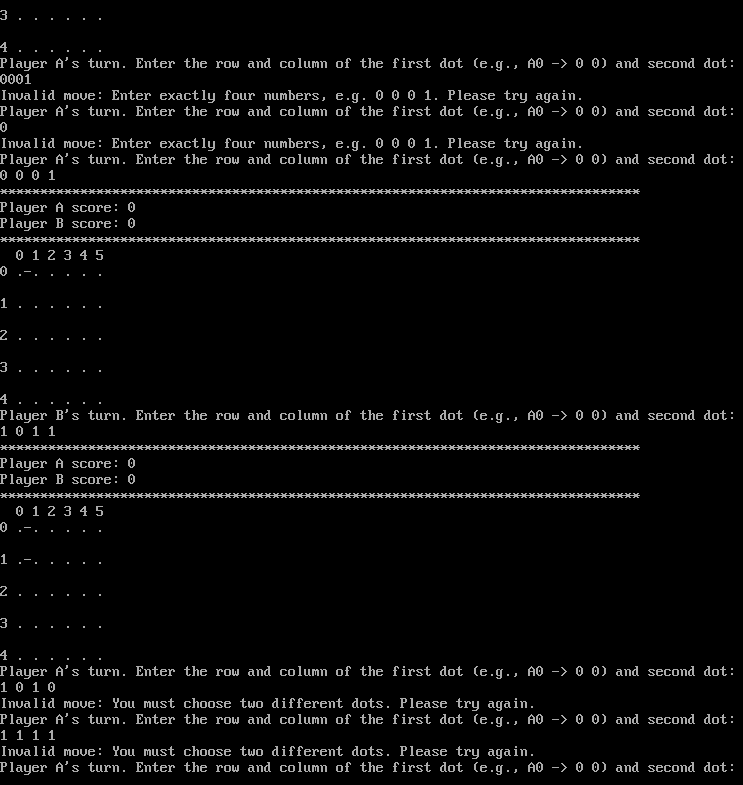 3 . . . . . .
4 . . . . . .
Player A's turn. Enter the row and column of the first dot (e.g., A0 -> 0 0) and second dot:
0001
Invalid move: Enter exactly four numbers, e.g. 0 0 0 1. Please try again.
Player A's turn. Enter the row and column of the first dot (e.g., A0 -> 0 0) and second dot:
0
Invalid move: Enter exactly four numbers, e.g. 0 0 0 1. Please try again.
Player A's turn. Enter the row and column of the first dot (e.g., A0 -> 0 0) and second dot:
0 0 0 1
********************************************************************************
Player A score: 0
Player B score: 0
********************************************************************************
  0 1 2 3 4 5
0 .-. . . . .
1 . . . . . .
2 . . . . . .
3 . . . . . .
4 . . . . . .
Player B's turn. Enter the row and column of the first dot (e.g., A0 -> 0 0) and second dot:
1 0 1 1
********************************************************************************
Player A score: 0
Player B score: 0
********************************************************************************
  0 1 2 3 4 5
0 .-. . . . .
1 .-. . . . .
2 . . . . . .
3 . . . . . .
4 . . . . . .
Player A's turn. Enter the row and column of the first dot (e.g., A0 -> 0 0) and second dot:
1 0 1 0
Invalid move: You must choose two different dots. Please try again.
Player A's turn. Enter the row and column of the first dot (e.g., A0 -> 0 0) and second dot:
1 1 1 1
Invalid move: You must choose two different dots. Please try again.
Player A's turn. Enter the row and column of the first dot (e.g., A0 -> 0 0) and second dot: